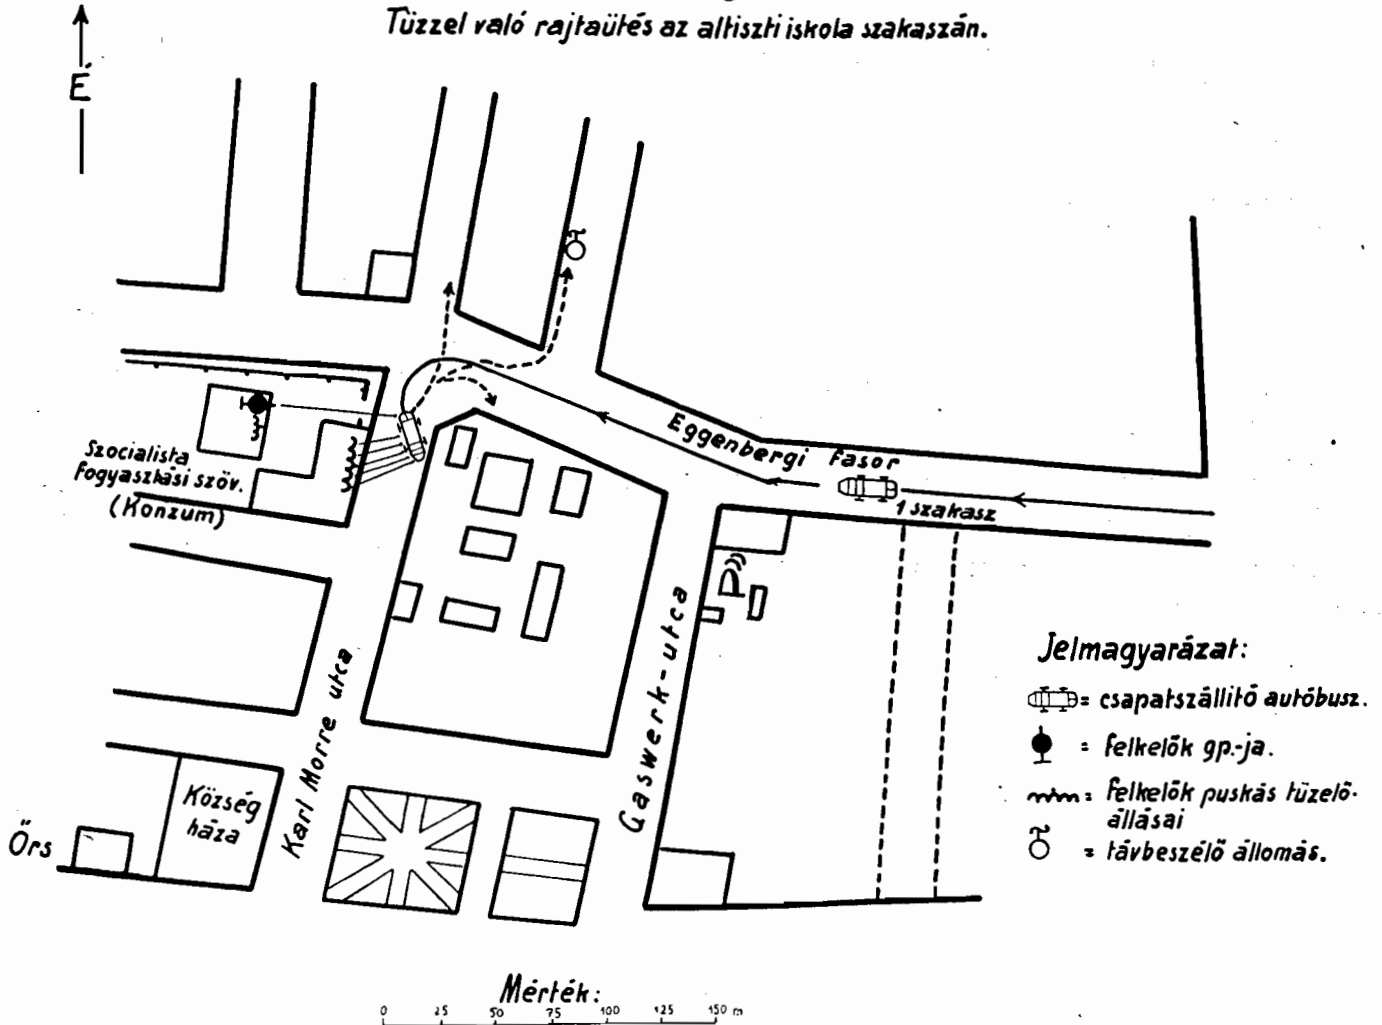 Tűzzel való rajtaütés az altiszti iskola szakaszán.
É
Eggenbergi fasor
1 szakasz
Szocialista
fogyasztási szöv.
(Konzum)
Karl Morre utca
Gaswerk-utca
Község
háza
Őrs
Jelmagyarázat:
= csapatszállító autóbusz.
= felkelők gp.-ja.
= felkelők puskás tüzelő-
állásai
= távbeszélő állomás.
Mérték:
0 25 50 75 100 125 150 m